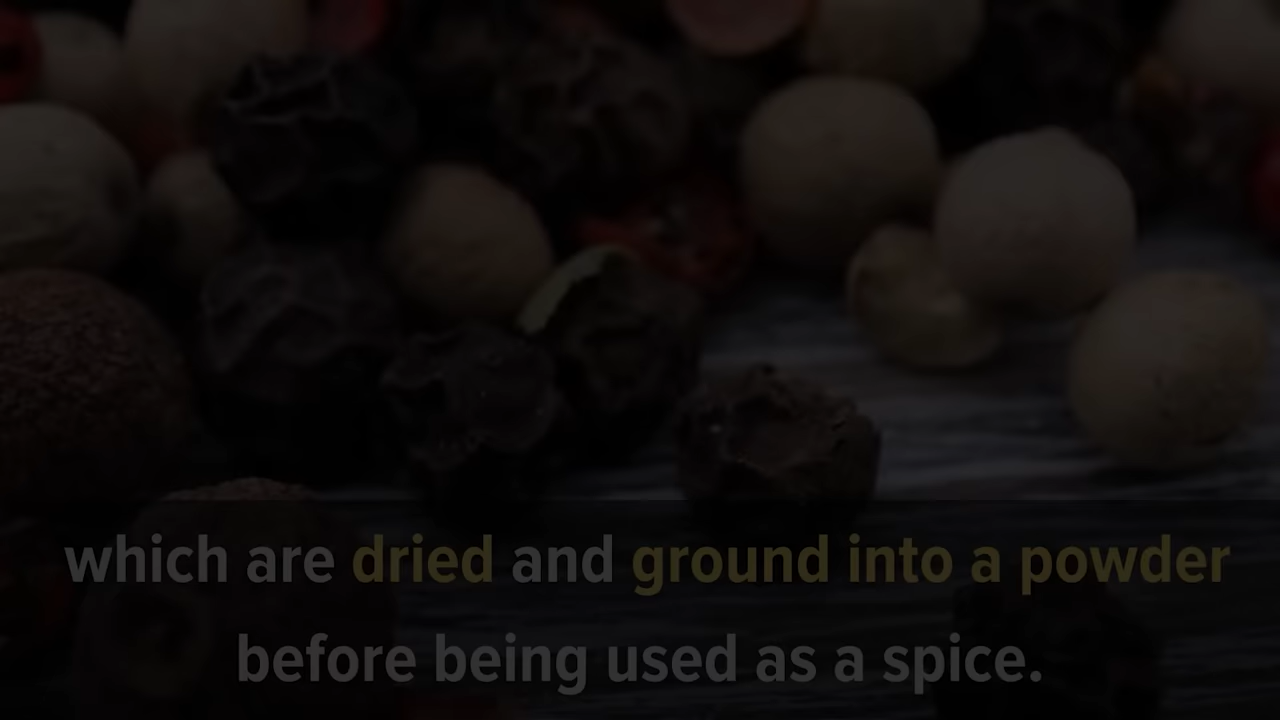 which are dried and ground into a powder
before being used as a spice.